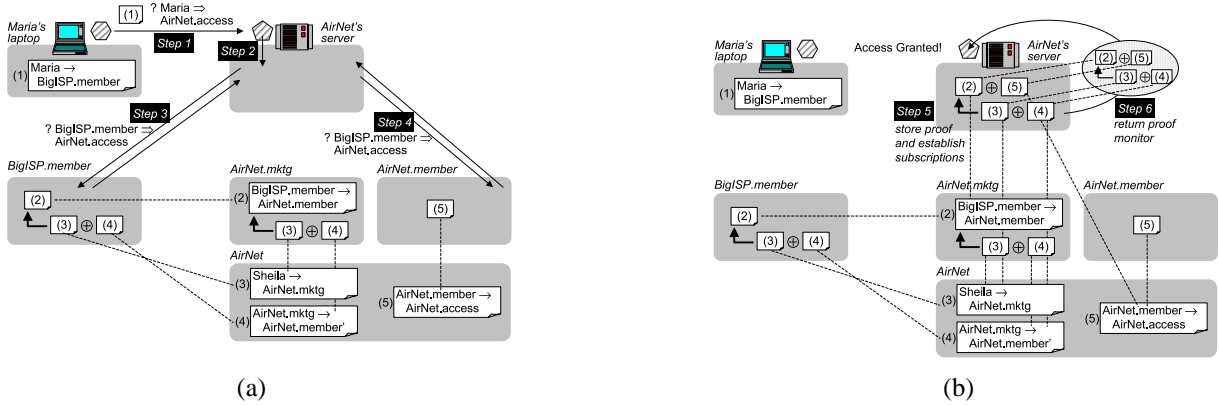 Maria's
laptop
(1)
? Maria ⇒
AirNet.access
Step 1
Step 2
AirNet's
server
(1)
Maria →
BigISP.member
Step 3
? BigISP.member ⇒
AirNet.access
Step 4
? BigISP.member ⇒
AirNet.access
BigISP.member
(2)
(3) ⊕ (4)
AirNet.mktg
(2)
BigISP.member →
AirNet.member
(3) ⊕ (4)
AirNet.member
(5)
AirNet
(3)
Sheila →
AirNet.mktg
(4)
AirNet.mktg →
AirNet.member'
(5)
AirNet.member →
AirNet.access
(a)
Maria's
laptop
(1)
Maria →
BigISP.member
Access Granted!
AirNet's
server
(2) ⊕ (5)
(3) ⊕ (4)
(2) ⊕ (5)
(3) ⊕ (4)
Step 5
store proof
and establish
subscriptions
Step 6
return proof
monitor
BigISP.member
(2)
(3) ⊕ (4)
AirNet.mktg
(2)
BigISP.member →
AirNet.member
(3) ⊕ (4)
AirNet.member
(5)
AirNet
(3)
Sheila →
AirNet.mktg
(4)
AirNet.mktg →
AirNet.member'
(5)
AirNet.member →
AirNet.access
(b)